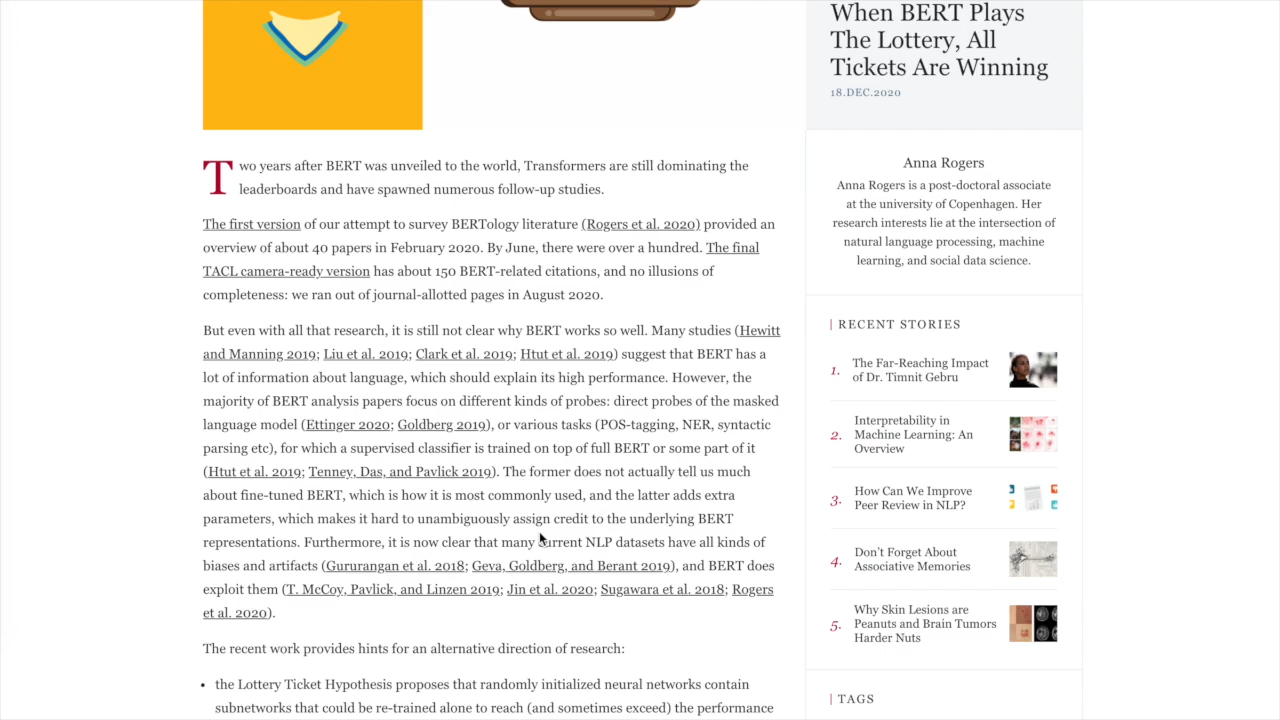 When BERT Plays
The Lottery, All
Tickets Are Winning
18.DEC.2020
Two years after BERT was unveiled to the world, Transformers are still dominating the
leaderboards and have spawned numerous follow-up studies.
The first version of our attempt to survey BERTology literature (Rogers et al. 2020) provided an
overview of about 40 papers in February 2020. By June, there were over a hundred. The final
TACL camera-ready version has about 150 BERT-related citations, and no illusions of
completeness: we ran out of journal-allotted pages in August 2020.
But even with all that research, it is still not clear why BERT works so well. Many studies (Hewitt
and Manning 2019; Liu et al. 2019; Clark et al. 2019; Htut et al. 2019) suggest that BERT has a
lot of information about language, which should explain its high performance. However, the
majority of BERT analysis papers focus on different kinds of probes: direct probes of the masked
language model (Ettinger 2020; Goldberg 2019), or various tasks (POS-tagging, NER, syntactic
parsing etc), for which a supervised classifier is trained on top of full BERT or some part of it
(Htut et al. 2019; Tenney, Das, and Pavlick 2019). The former does not actually tell us much
about fine-tuned BERT, which is how it is most commonly used, and the latter adds extra
parameters, which makes it hard to unambiguously assign credit to the underlying BERT
representations. Furthermore, it is now clear that many current NLP datasets have all kinds of
biases and artifacts (Gururangan et al. 2018; Geva, Goldberg, and Berant 2019), and BERT does
exploit them (T. McCoy, Pavlick, and Linzen 2019; Jin et al. 2020; Sugawara et al. 2018; Rogers
et al. 2020).
The recent work provides hints for an alternative direction of research:
• the Lottery Ticket Hypothesis proposes that randomly initialized neural networks contain
subnetworks that could be re-trained alone to reach (and sometimes exceed) the performance
Anna Rogers
Anna Rogers is a post-doctoral associate
at the university of Copenhagen. Her
research interests lie at the intersection of
natural language processing, machine
learning, and social data science.
RECENT STORIES
1. The Far-Reaching Impact
of Dr. Timnit Gebru
2. Interpretability in
Machine Learning: An
Overview
3. How Can We Improve
Peer Review in NLP?
4. Don't Forget About
Associative Memories
5. Why Skin Lesions are
Peanuts and Brain Tumors
Harder Nuts
TAGS